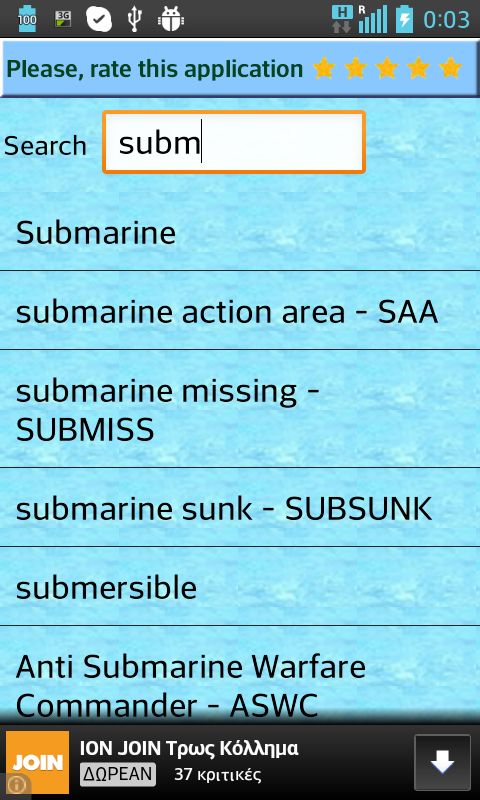 100 3G H R 0:03
Please, rate this application
Search subm
Submarine
submarine action area - SAA
submarine missing -
SUBMISS
submarine sunk - SUBSUNK
submersible
Anti Submarine Warfare
Commander - ASWC
JOIN
ION JOIN Τρως Κόλλημα
ΔΩΡΕΑΝ 37 κριτικές